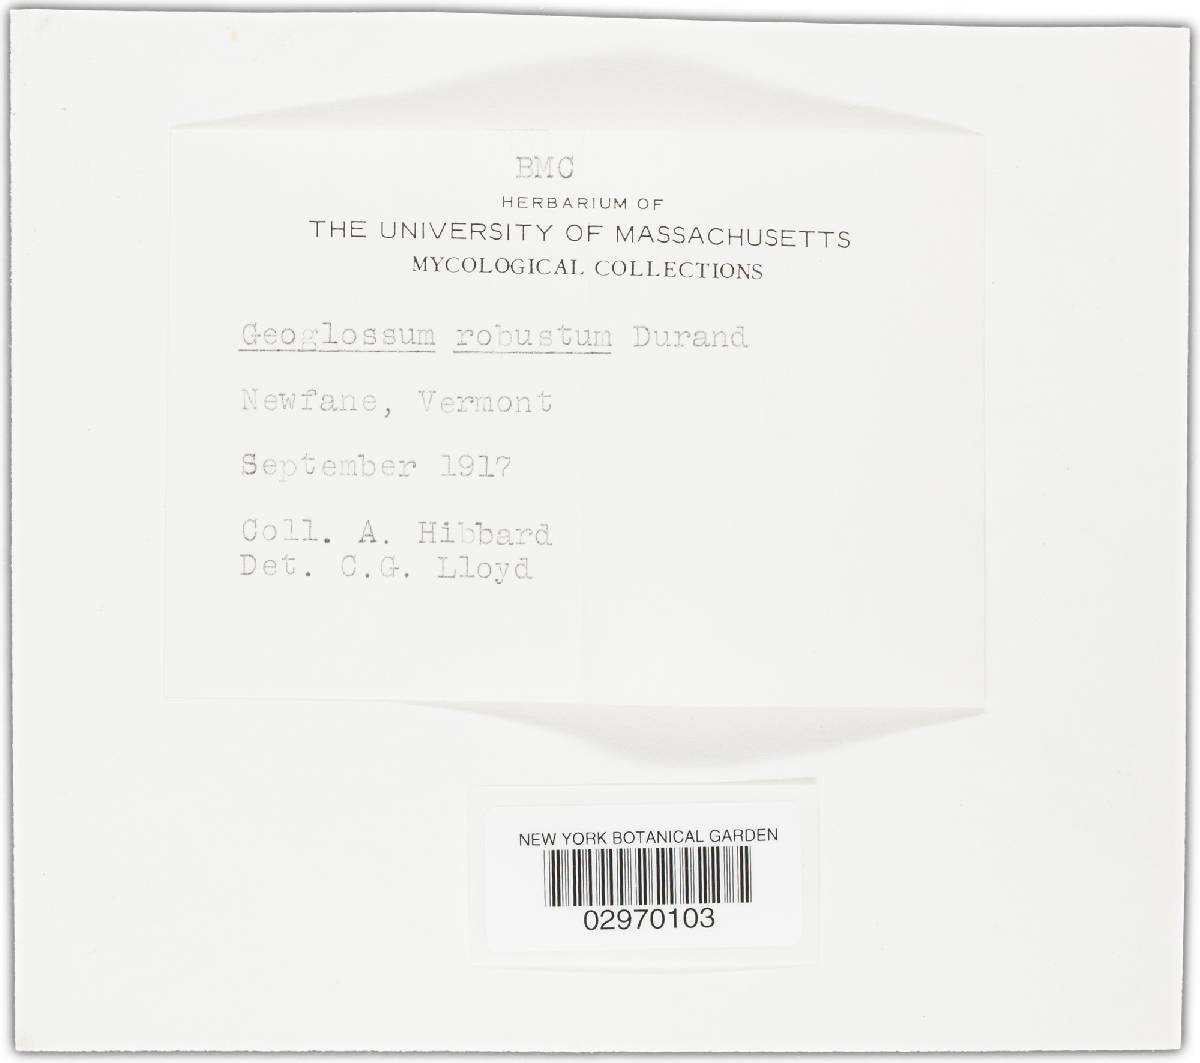 BMC
HERBARIUM OF
THE UNIVERSITY OF MASSACHUSETTS
MYCOLOGICAL COLLECTIONS
Geoglossum robustum Durand
Newfane, Vermont
September 1917
Coll. A. Hibbard
Det. C.G. Lloyd
NEW YORK BOTANICAL GARDEN
02970103